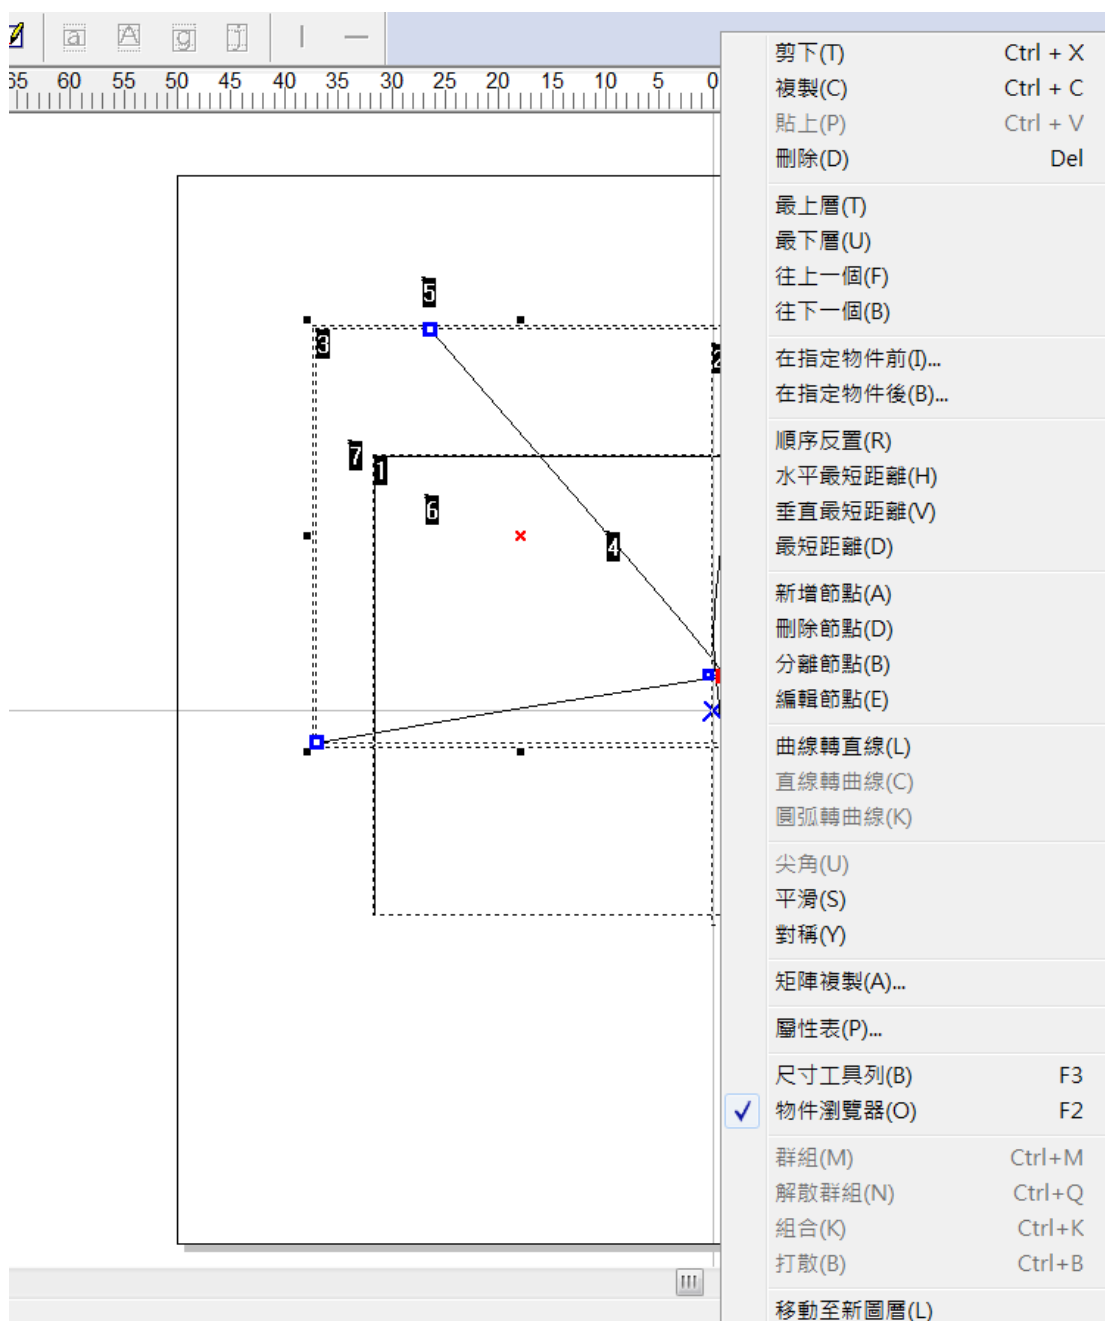 a A g j
65 60 55 50 45 40 35 30 25 20 15 10 5 0
5
3
2
7
1
6
4
剪下(T) Ctrl + X
複製(C) Ctrl + C
貼上(P) Ctrl + V
刪除(D) Del
最上層(T)
最下層(U)
往上一個(F)
往下一個(B)
在指定物件前(I)...
在指定物件後(B)...
順序反置(R)
水平最短距離(H)
垂直最短距離(V)
最短距離(D)
新增節點(A)
刪除節點(D)
分離節點(B)
編輯節點(E)
曲線轉直線(L)
直線轉曲線(C)
圓弧轉曲線(K)
尖角(U)
平滑(S)
對稱(Y)
矩陣複製(A)...
屬性表(P)...
尺寸工具列(B) F3
物件瀏覽器(O) F2
群組(M) Ctrl+M
解散群組(N) Ctrl+Q
組合(K) Ctrl+K
打散(B) Ctrl+B
移動至新圖層(L)